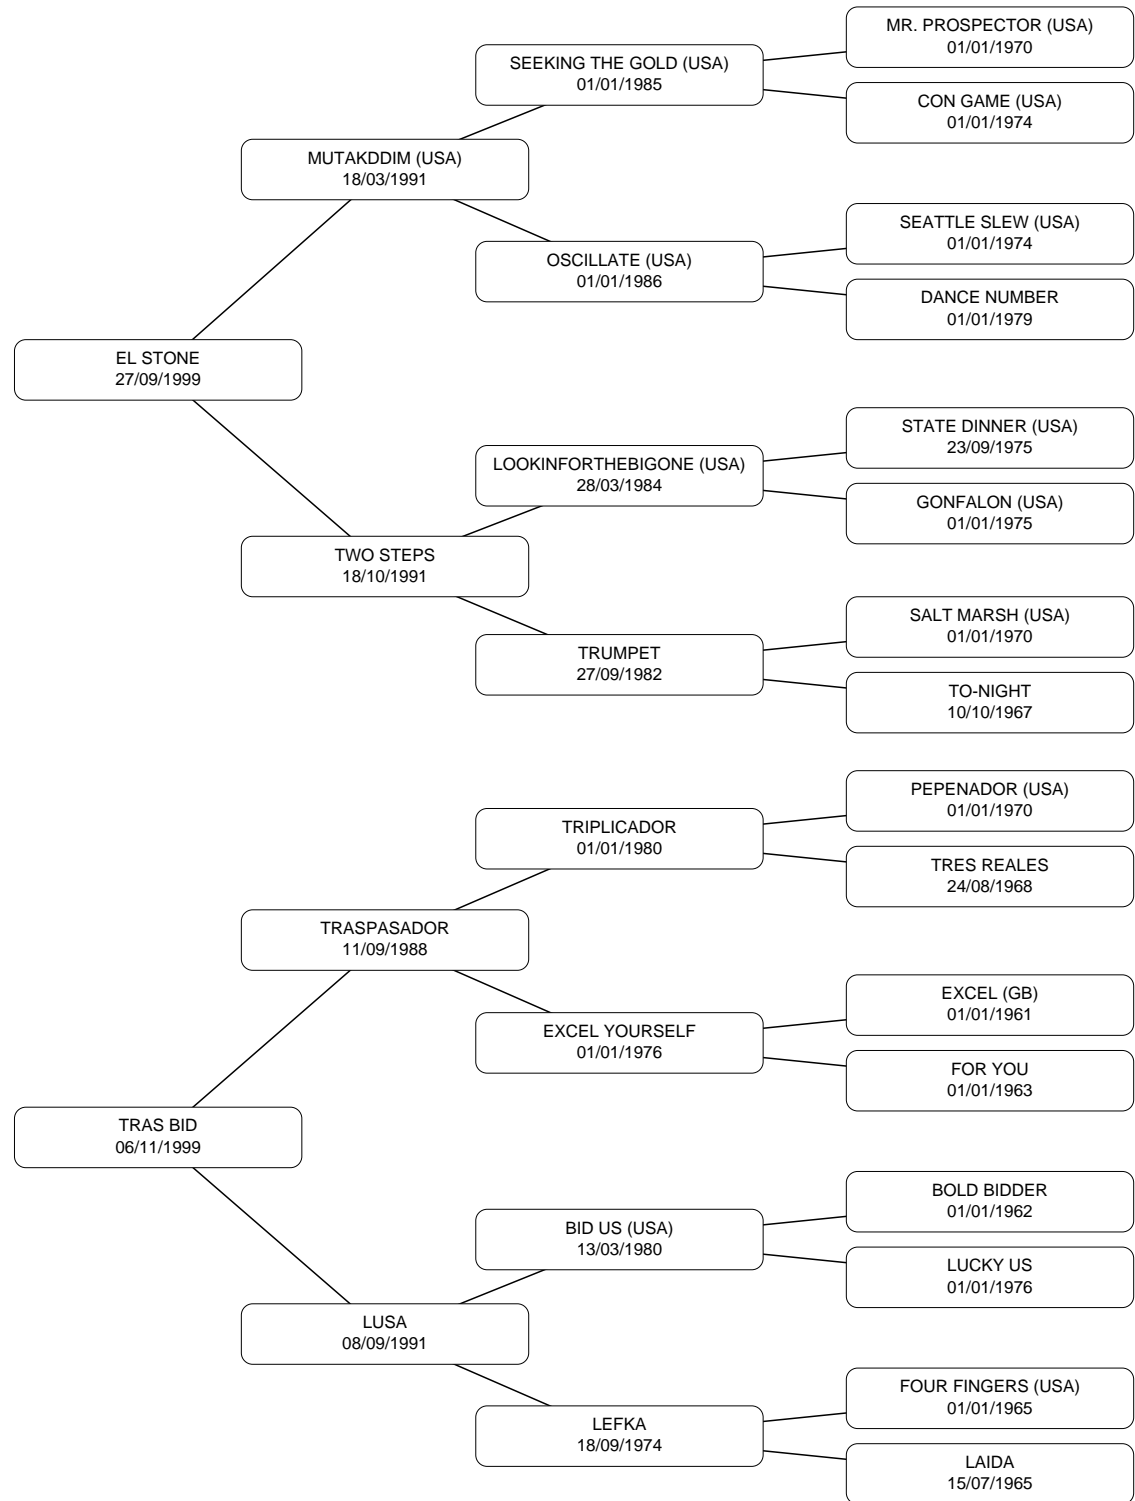 MR. PROSPECTOR (USA)
01/01/1970
SEEKING THE GOLD (USA)
01/01/1985
CON GAME (USA)
01/01/1974
MUTAKDDIM (USA)
18/03/1991
SEATTLE SLEW (USA)
01/01/1974
OSCILLATE (USA)
01/01/1986
DANCE NUMBER
01/01/1979
EL STONE
27/09/1999
STATE DINNER (USA)
23/09/1975
LOOKINFORTHEBIGONE (USA)
28/03/1984
GONFALON (USA)
01/01/1975
TWO STEPS
18/10/1991
SALT MARSH (USA)
01/01/1970
TRUMPET
27/09/1982
TO-NIGHT
10/10/1967
PEPENADOR (USA)
01/01/1970
TRIPLICADOR
01/01/1980
TRES REALES
24/08/1968
TRASPASADOR
11/09/1988
EXCEL (GB)
01/01/1961
EXCEL YOURSELF
01/01/1976
FOR YOU
01/01/1963
TRAS BID
06/11/1999
BOLD BIDDER
01/01/1962
BID US (USA)
13/03/1980
LUCKY US
01/01/1976
LUSA
08/09/1991
FOUR FINGERS (USA)
01/01/1965
LEFKA
18/09/1974
LAIDA
15/07/1965